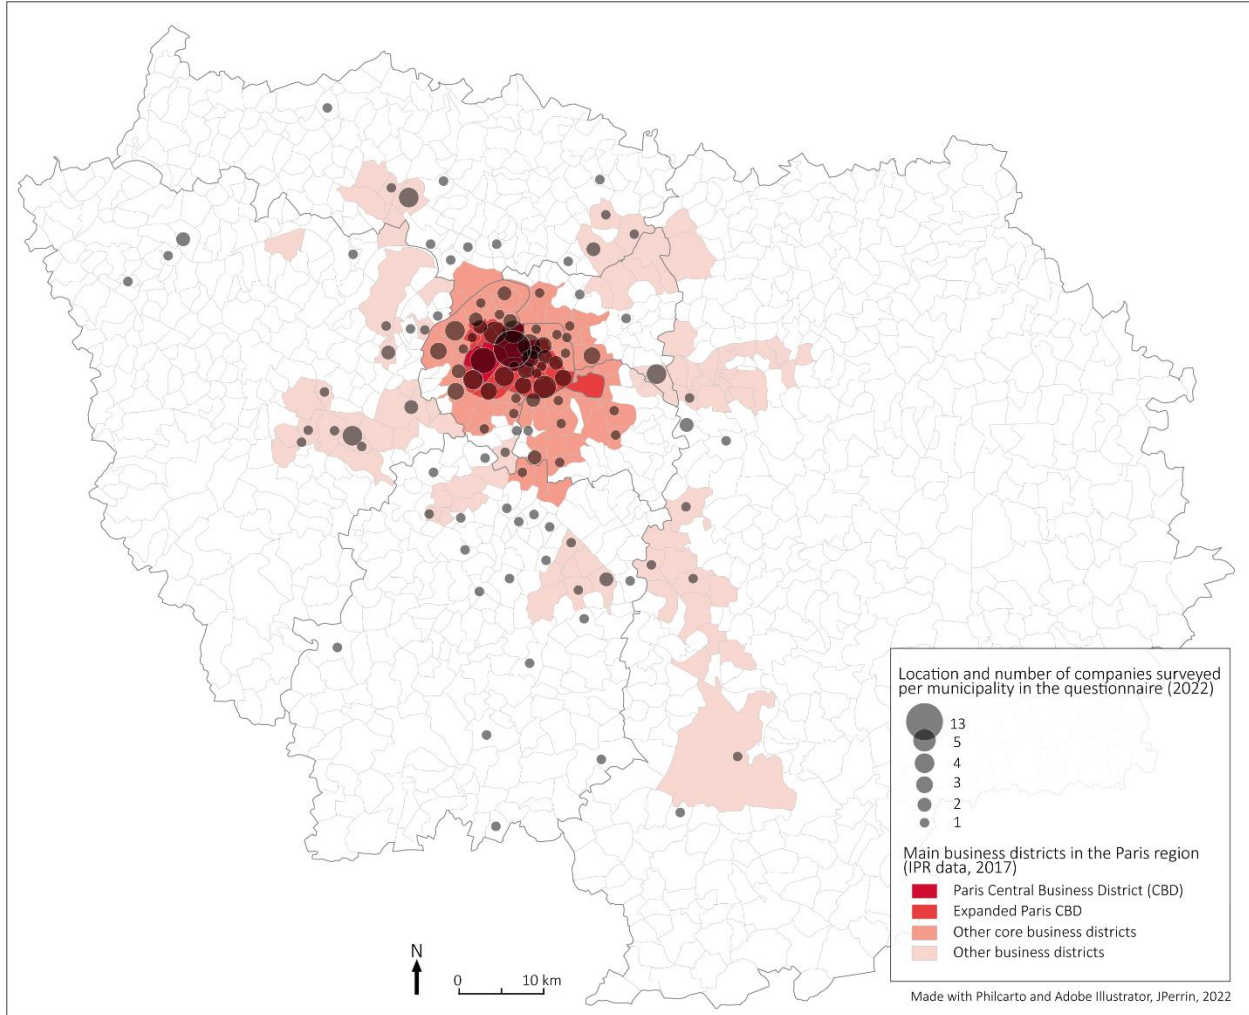 Location and number of companies surveyed
per municipality in the questionnaire (2022)
13
5
4
3
2
1
Main business districts in the Paris region
(IPR data, 2017)
Paris Central Business District (CBD)
Expanded Paris CBD
Other core business districts
Other business districts
N
0 10 km
Made with Philcarto and Adobe Illustrator, JPerrin, 2022